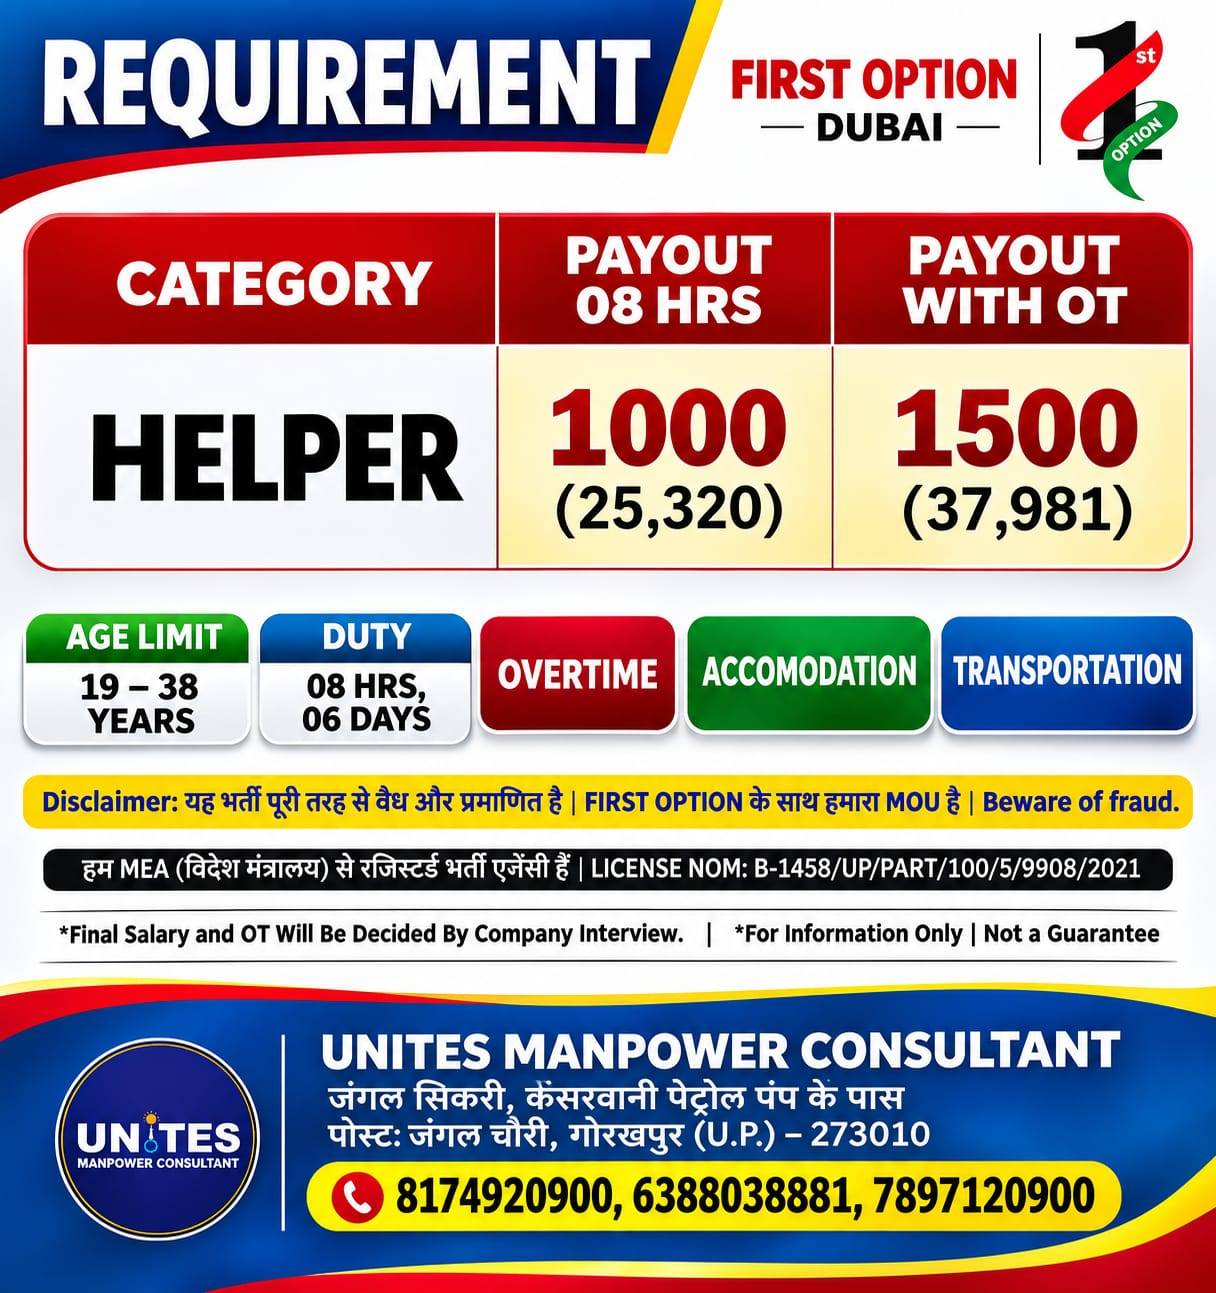 REQUIREMENT
FIRST OPTION
DUBAI
1st
OPTION
CATEGORY
PAYOUT
08 HRS
PAYOUT
WITH OT
HELPER
1000
(25,320)
1500
(37,981)
AGE LIMIT
19 – 38
YEARS
DUTY
08 HRS,
06 DAYS
OVERTIME
ACCOMODATION
TRANSPORTATION
Disclaimer: यह भर्ती पूरी तरह से वैध और प्रमाणित है | FIRST OPTION के साथ हमारा MOU है | Beware of fraud.
हम MEA (विदेश मंत्रालय) से रजिस्टर्ड भर्ती एजेंसी हैं | LICENSE NOM: B-1458/UP/PART/100/5/9908/2021
*Final Salary and OT Will Be Decided By Company Interview. | *For Information Only | Not a Guarantee
UNITES MANPOWER CONSULTANT
जंगल सिकरी, केंसरवानी पेट्रोल पंप के पास
पोस्ट: जंगल चौरी, गोरखपुर (U.P.) – 273010
UNITES
MANPOWER CONSULTANT
8174920900, 6388038881, 7897120900